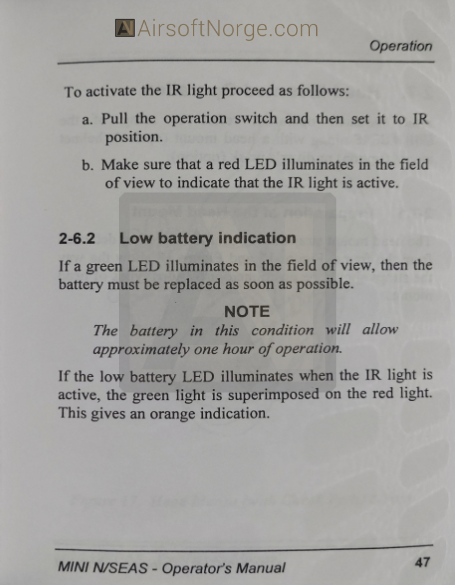 AirsoftNorge.com
Operation
To activate the IR light proceed as follows:
a. Pull the operation switch and then set it to IR
position.
b. Make sure that a red LED illuminates in the field
of view to indicate that the IR light is active.
2-6.2 Low battery indication
If a green LED illuminates in the field of view, then the
battery must be replaced as soon as possible.
NOTE
The battery in this condition will allow
approximately one hour of operation.
If the low battery LED illuminates when the IR light is
active, the green light is superimposed on the red light.
This gives an orange indication.
MINI N/SEAS - Operator's Manual
47